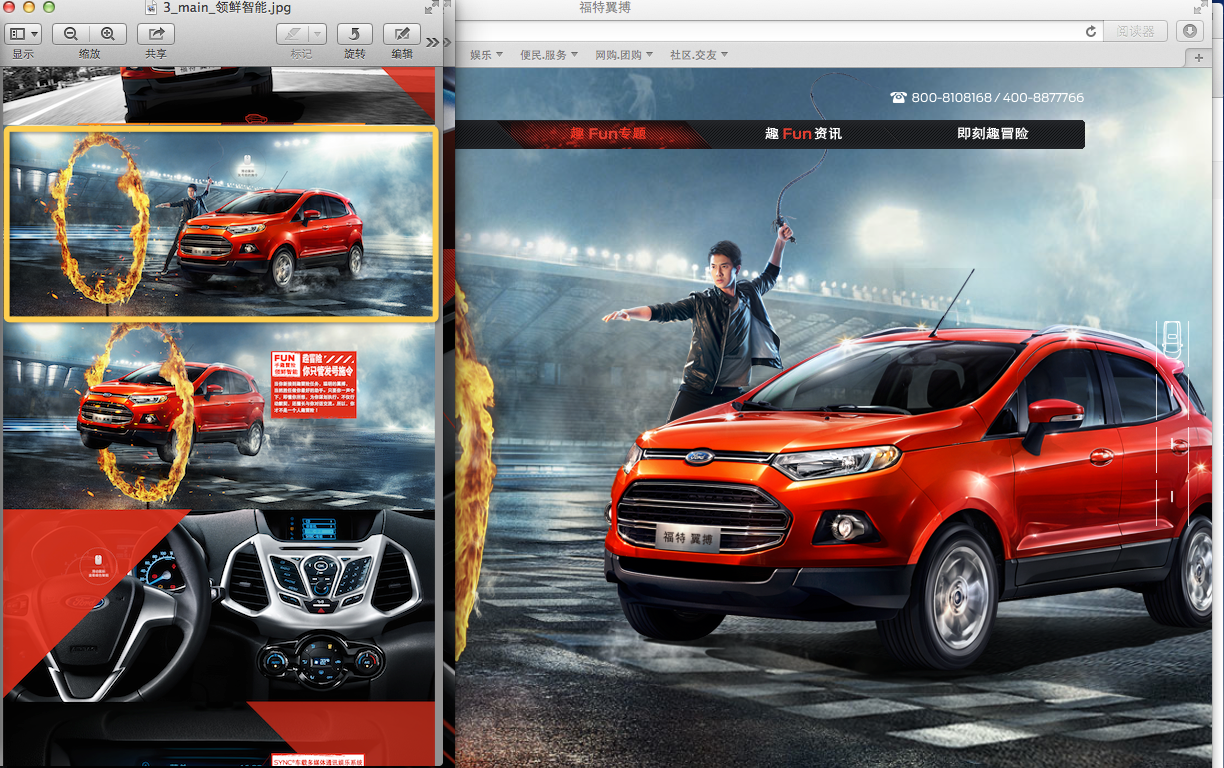 3_main_领鲜智能.jpg
显示
缩放
共享
标记
旋转
编辑
FUN
趣冒险
你只管发号施令
SYNC®车载多媒体通讯娱乐系统
福特翼搏
阅读器
娱乐
便民.服务
网购.团购
社区.交友
800-8108168 / 400-8877766
趣 Fun专题
趣 Fun 资讯
即刻趣冒险
Ford
福特 翼搏